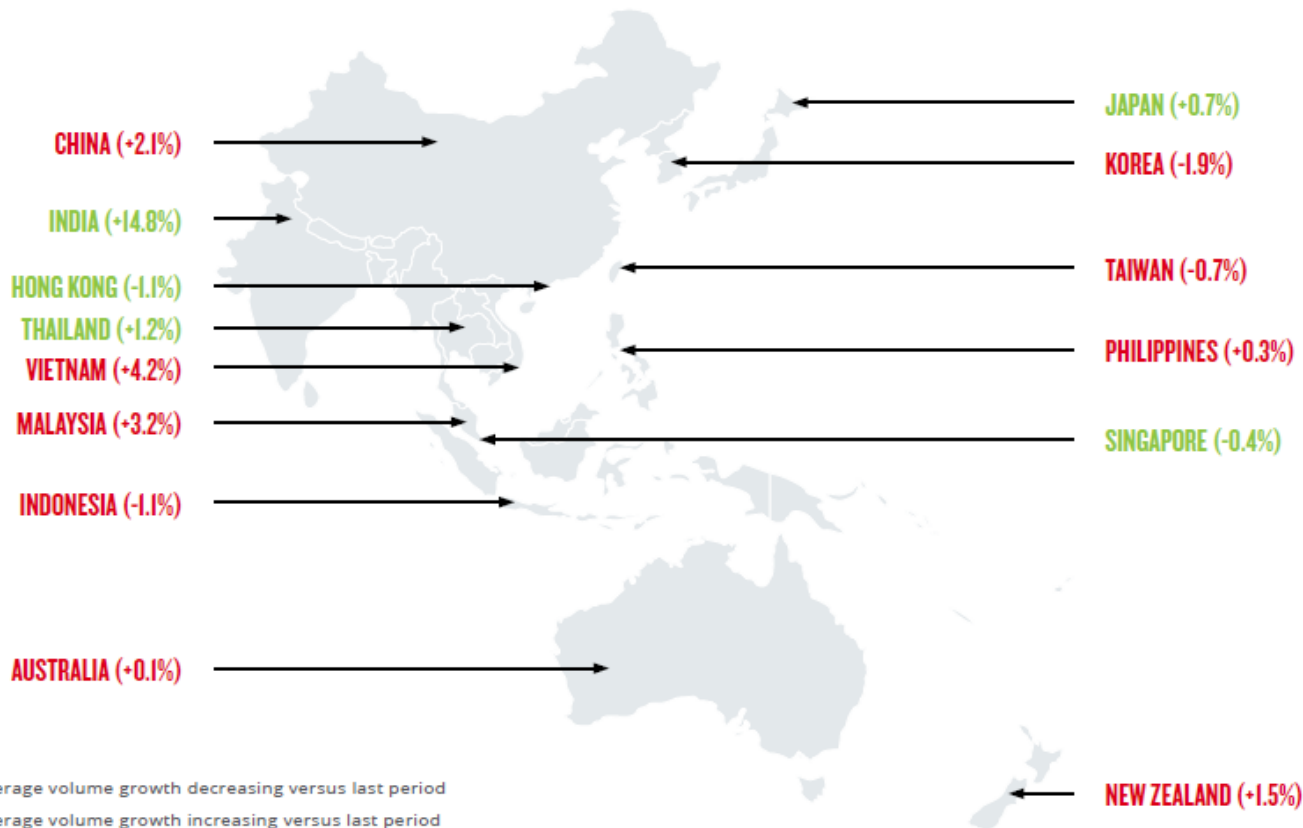 CHINA (+2.1%)
INDIA (+14.8%)
HONG KONG (-1.1%)
THAILAND (+1.2%)
VIETNAM (+4.2%)
MALAYSIA (+3.2%)
INDONESIA (-1.1%)
AUSTRALIA (+0.1%)
JAPAN (+0.7%)
KOREA (-1.9%)
TAIWAN (-0.7%)
PHILIPPINES (+0.3%)
SINGAPORE (-0.4%)
NEW ZEALAND (+1.5%)
erage volume growth decreasing versus last period
erage volume growth increasing versus last period